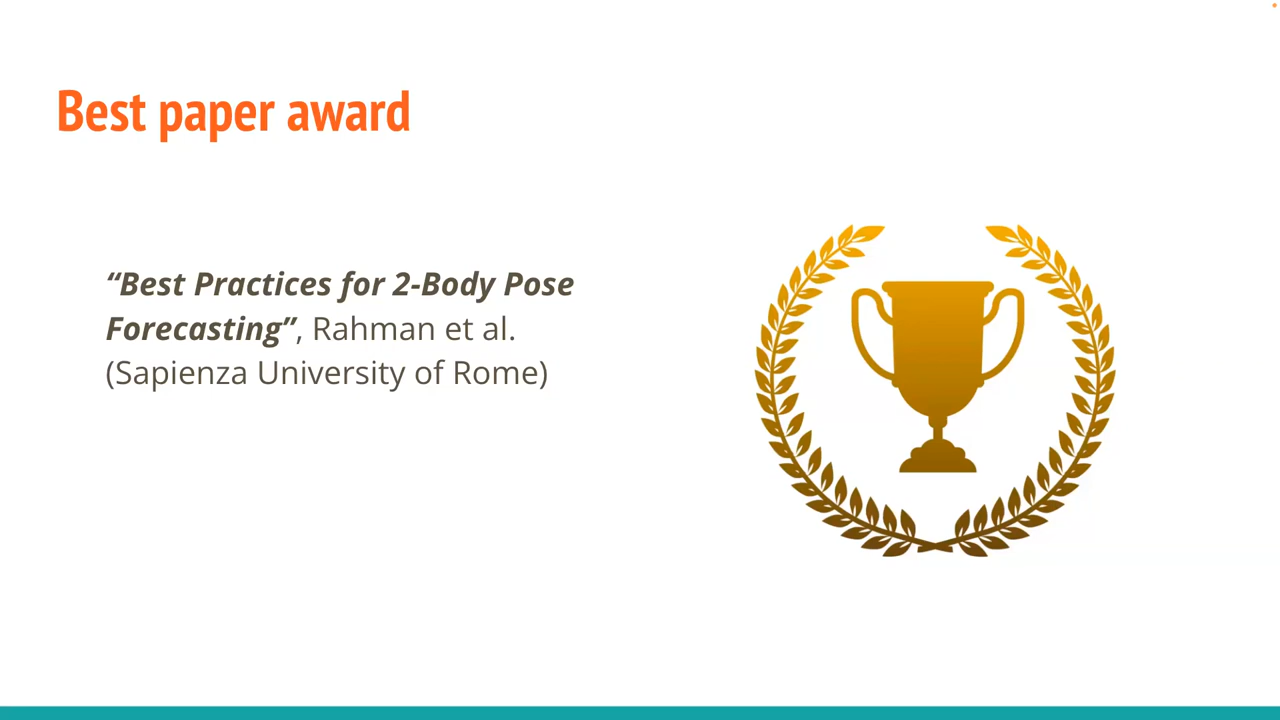 Best paper award
“Best Practices for 2-Body Pose
Forecasting”, Rahman et al.
(Sapienza University of Rome)